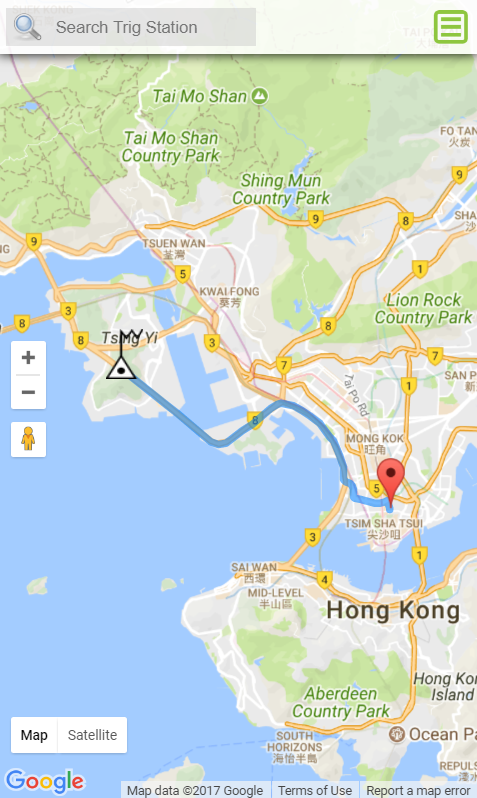 Search Trig Station
TAI PO
Tai Mo Shan
Tai Mo Shan
Country Park
FO TAN
火炭
Shing Mun
Country Park
9
9
8
9
TSUEN WAN
荃灣
5
1
KWAI FONG
葵芳
Lion Rock
Country Park
3
8
8
8
3
Tsing Yi
7
7
1
+
−
Tai Po Rd
SAN P
8
MONG KOK
旺角
5
TSIM SHA TSUI
尖沙咀
3
1
SAI WAN
西環
4
MID-LEVEL
半山區
Hong Kong
Hong Kon
Island
Aberdeen
Country Park
Map
Satellite
SOUTH
HORIZONS
海怡半島
Ocean Pa
REPULS
Google
Map data ©2017 Google
Terms of Use
Report a map error